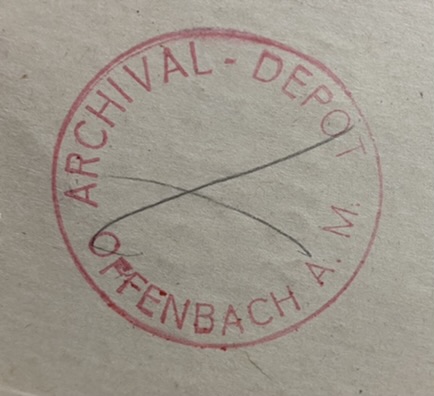 ARCHIVAL - DEPOT
OFFENBACH A. M.